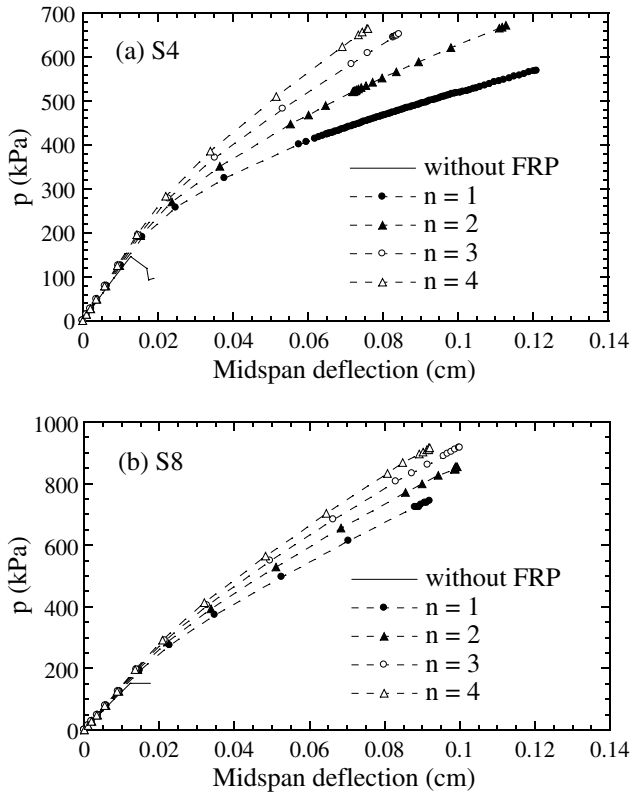 700
600
500
400
300
200
100
0
p (kPa)
(a) S4
without FRP
n = 1
n = 2
n = 3
n = 4
0 0.02 0.04 0.06 0.08 0.1 0.12 0.14
Midspan deflection (cm)
1000
800
600
400
200
0
p (kPa)
(b) S8
without FRP
n = 1
n = 2
n = 3
n = 4
0 0.02 0.04 0.06 0.08 0.1 0.12 0.14
Midspan deflection (cm)